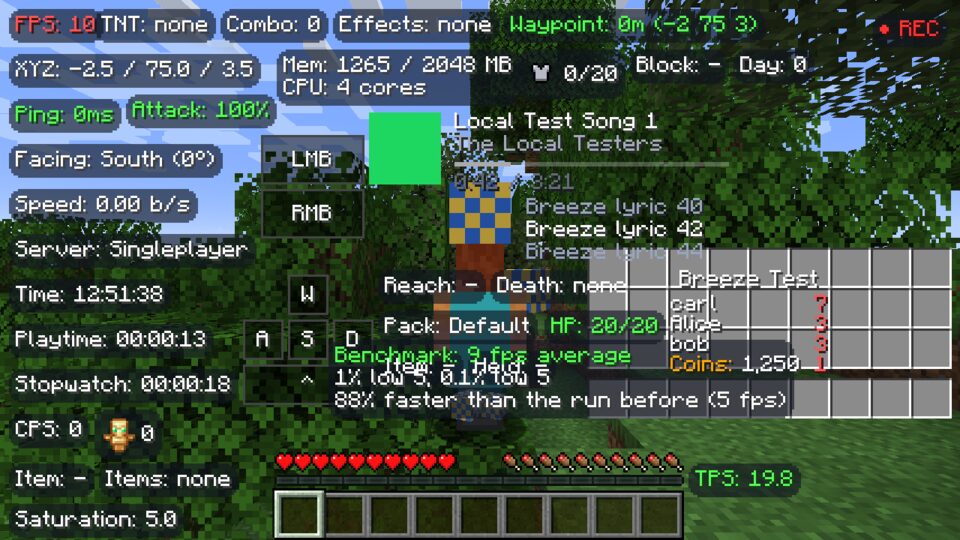 FPS: 10 TNT: none Combo: 0 Effects: none Waypoint: 0m (-2 75 3)
REC
XYZ: -2.5 / 75.0 / 3.5
Mem: 1265 / 2048 MB
CPU: 4 cores
0/20
Block: - Day: 0
Ping: 0ms
Attack: 100%
Local Test Song 1
The Local Testers
0:42 / 3:21
Facing: South (0°)
LMB
RMB
Speed: 0.00 b/s
Breeze lyric 40
Breeze lyric 42
Breeze lyric 44
Server: Singleplayer
Time: 12:51:38
W
Reach: - Death: none
Breeze Test
carl 7
Alice 3
bob 3
Coins: 1,250 1
Pack: Default HP: 20/20
Playtime: 00:00:13
A S D
^
Benchmark: 9 fps average
Item: - Held: -
1% low 5, 0.1% low 5
88% faster than the run before (5 fps)
Stopwatch: 00:00:18
CPS: 0
0
Item: - Items: none
TPS: 19.8
Saturation: 5.0